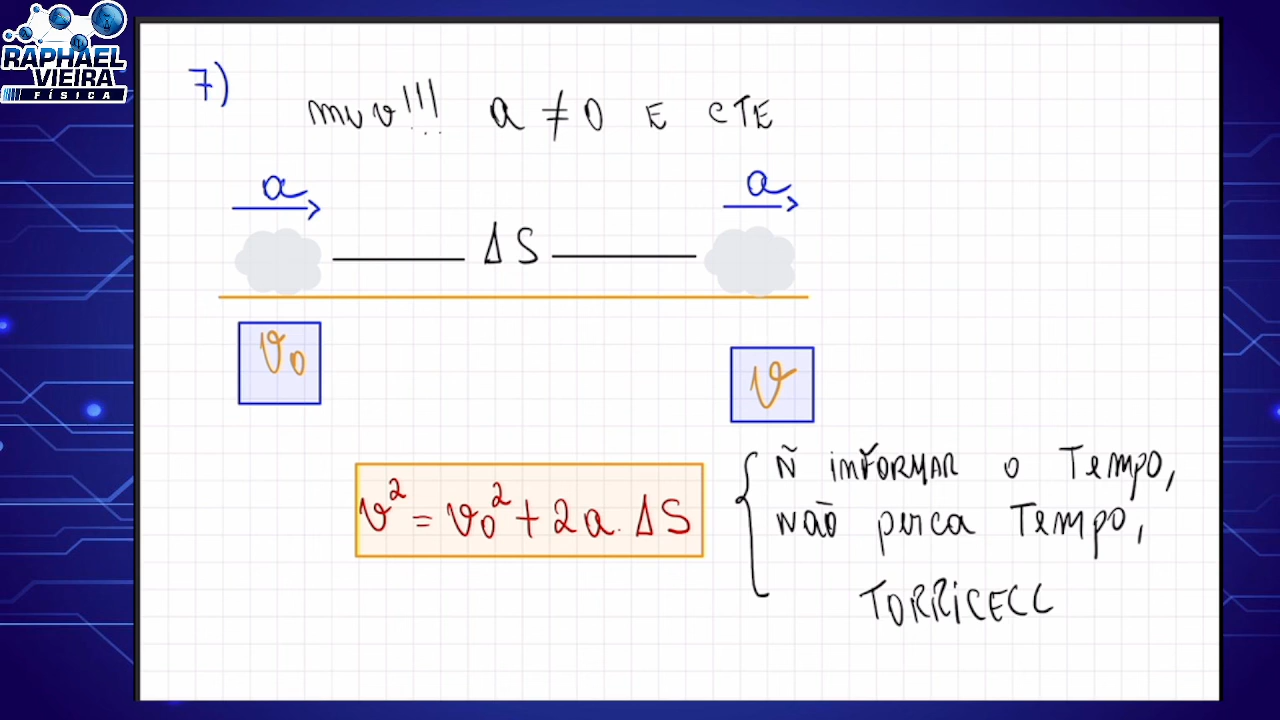 RAPHAEL
VIEIRA
FÍSICA
7)
muv!!! a ≠ 0 E CTE
a
a
ΔS
v₀
v
v² = v₀² + 2a. ΔS
Ñ INFORMAR O TEMPO,
NÃO PERCA TEMPO,
TORRICELL